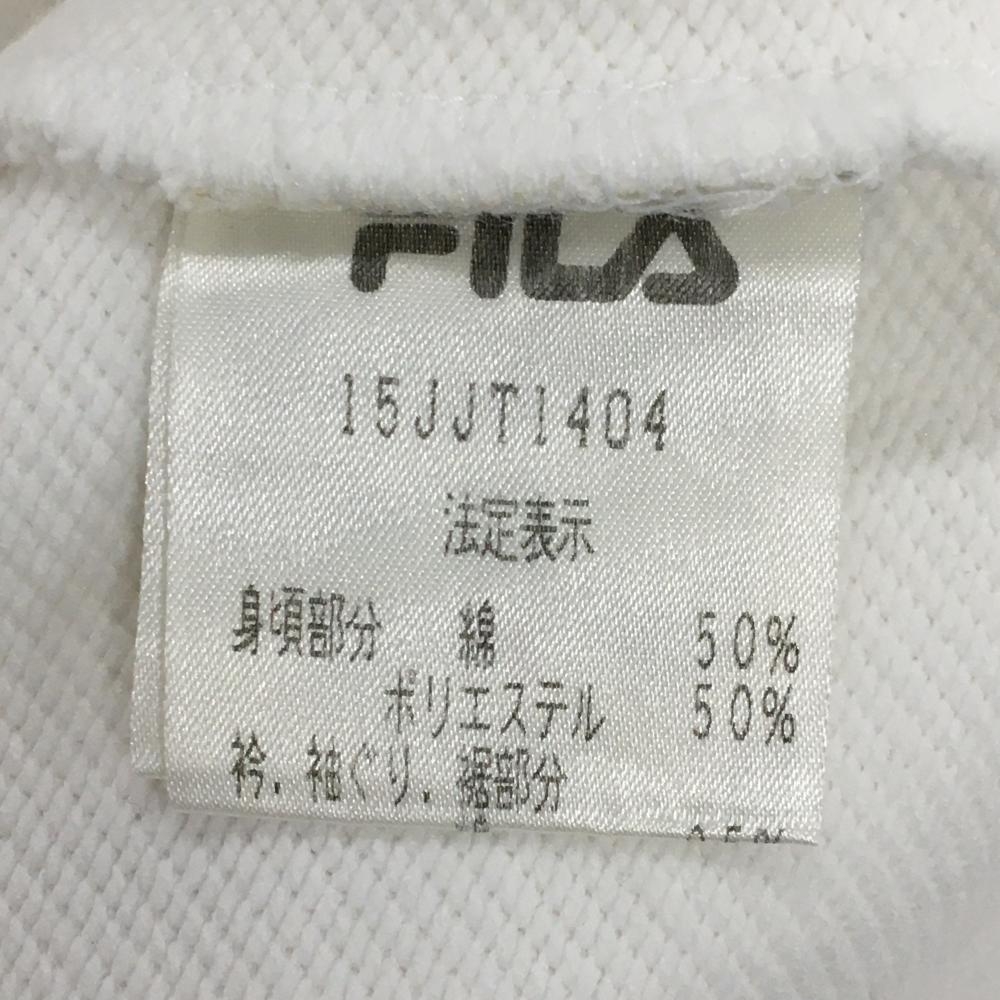 FILA
15JJT1404
法定表示
身頃部分 綿 50%
ポリエステル 50%
衿.袖ぐり.裾部分